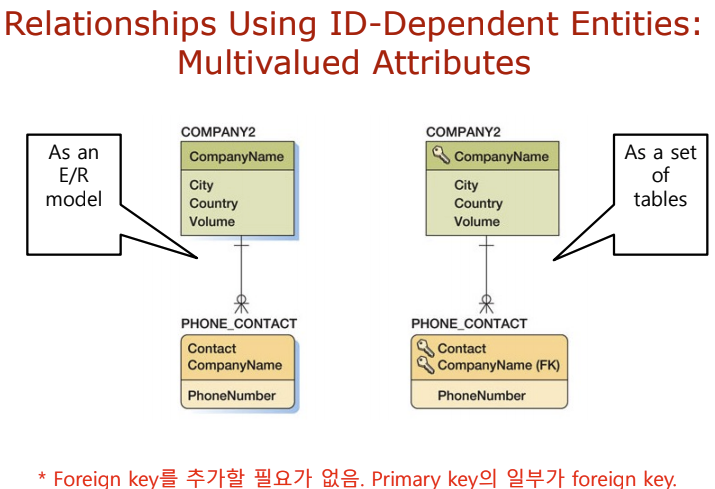 Relationships Using ID-Dependent Entities:
Multivalued Attributes
As an
E/R
model
COMPANY2
CompanyName
City
Country
Volume
PHONE_CONTACT
Contact
CompanyName
PhoneNumber
COMPANY2
CompanyName
City
Country
Volume
PHONE_CONTACT
Contact
CompanyName (FK)
PhoneNumber
As a set
of
tables
* Foreign key를 추가할 필요가 없음. Primary key의 일부가 foreign key.